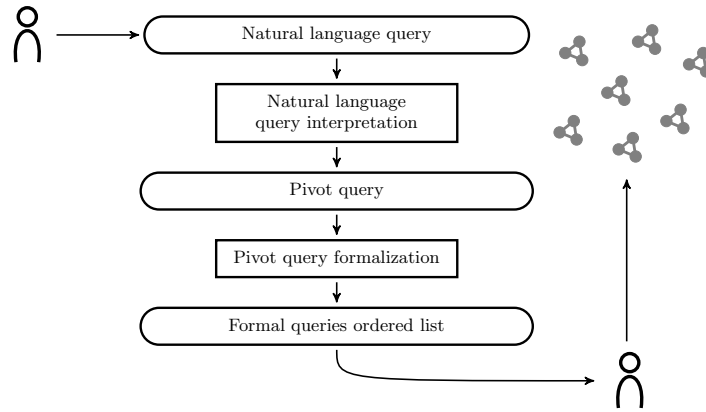 Natural language query
Natural language
query interpretation
Pivot query
Pivot query formalization
Formal queries ordered list